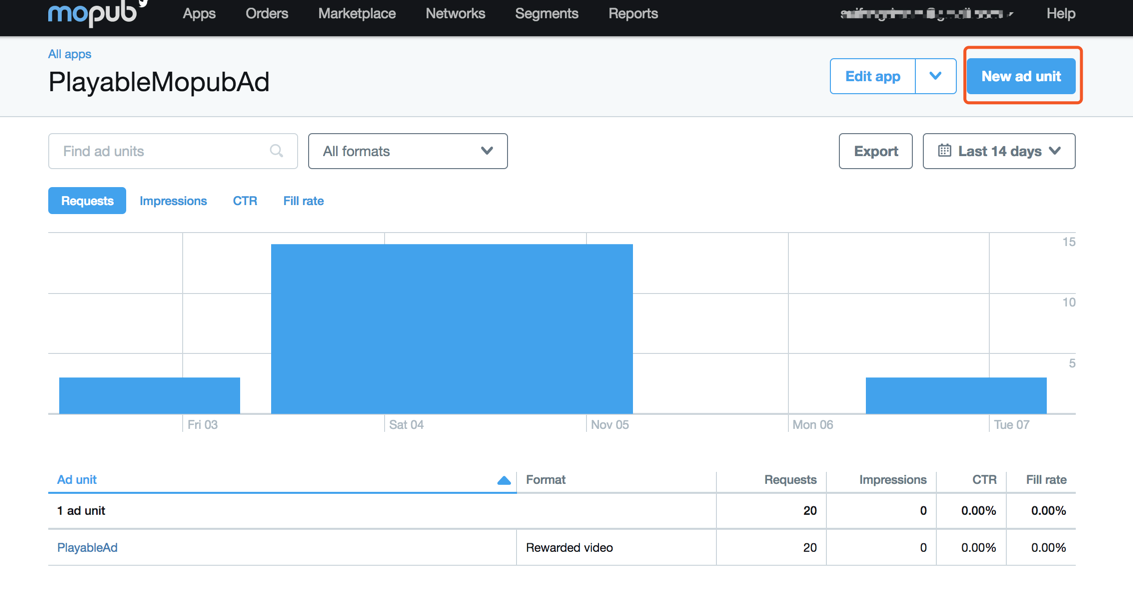 mopub Apps Orders Marketplace Networks Segments Reports Help
All apps
PlayableMopubAd
Edit app New ad unit
Find ad units All formats Export Last 14 days
Requests Impressions CTR Fill rate
15
10
5
Fri 03 Sat 04 Nov 05 Mon 06 Tue 07
Ad unit Format Requests Impressions CTR Fill rate
1 ad unit 20 0 0.00% 0.00%
PlayableAd Rewarded video 20 0 0.00% 0.00%